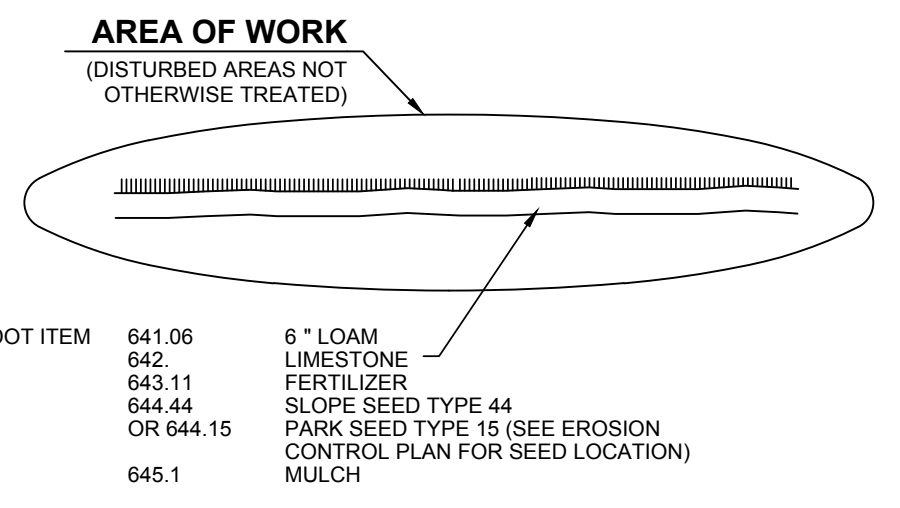 AREA OF WORK
(DISTURBED AREAS NOT
OTHERWISE TREATED)
ITEM 641.06 6 " LOAM
642. LIMESTONE
643.11 FERTILIZER
644.44 SLOPE SEED TYPE 44
OR 644.15 PARK SEED TYPE 15 (SEE EROSION
CONTROL PLAN FOR SEED LOCATION)
645.1 MULCH